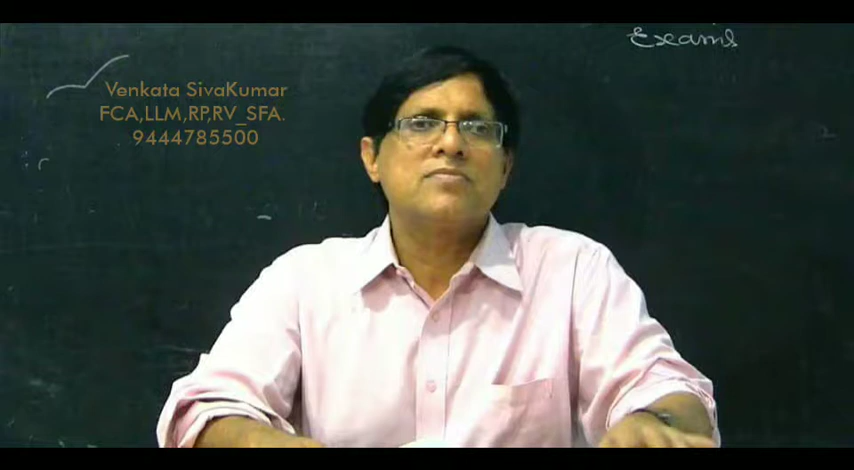 Exams
Venkata SivaKumar
FCA,LLM,RP,RV_SFA.
9444785500